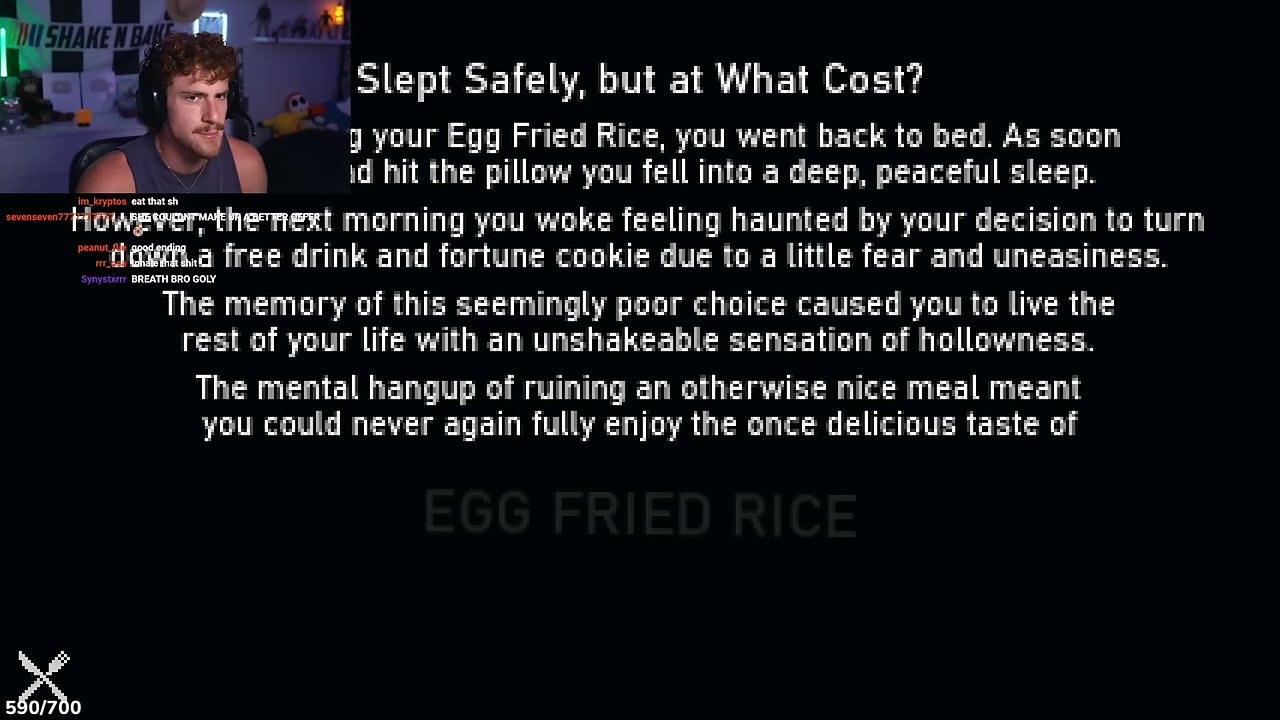 SHAKE N BAKE
Slept Safely, but at What Cost?
your Egg Fried Rice, you went back to bed. As soon
hit the pillow you fell into a deep, peaceful sleep.
im_kryptos eat that sh
However, the next morning you woke feeling haunted by your decision to turn
peanut good ending
a free drink and fortune cookie due to a little fear and uneasiness.
that shit
Synystxrrr BREATH BRO GOLY
The memory of this seemingly poor choice caused you to live the
rest of your life with an unshakeable sensation of hollowness.
The mental hangup of ruining an otherwise nice meal meant
you could never again fully enjoy the once delicious taste of
EGG FRIED RICE
590/700